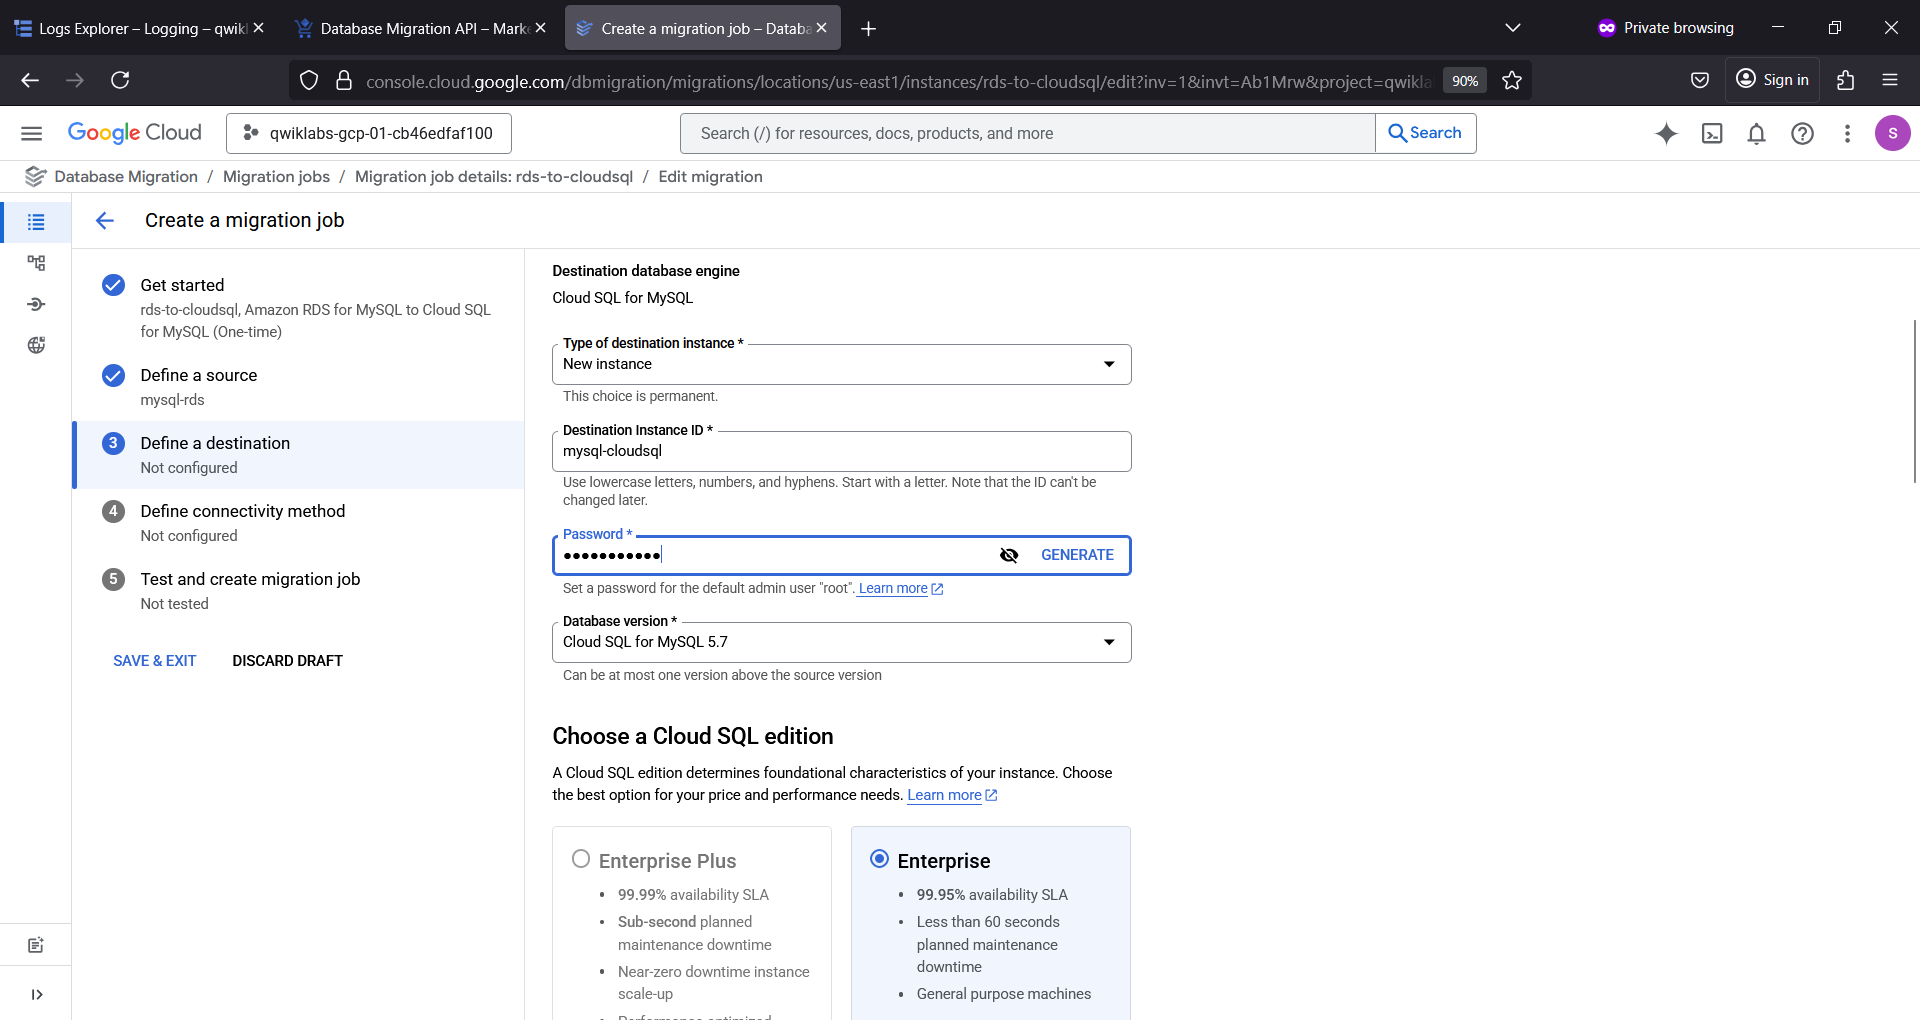 Logs Explorer – Logging – qwikl
Database Migration API – Mark
Create a migration job – Databa
Private browsing
console.cloud.google.com/dbmigration/migrations/locations/us-east1/instances/rds-to-cloudsql/edit?inv=1&invt=Ab1Mrw&project=qwikla
90%
Sign in
Google Cloud
qwiklabs-gcp-01-cb46edfaf100
Search (/) for resources, docs, products, and more
Search
S
Database Migration / Migration jobs / Migration job details: rds-to-cloudsql / Edit migration
Create a migration job
Get started
rds-to-cloudsql, Amazon RDS for MySQL to Cloud SQL
for MySQL (One-time)
Define a source
mysql-rds
3 Define a destination
Not configured
4 Define connectivity method
Not configured
5 Test and create migration job
Not tested
SAVE & EXIT DISCARD DRAFT
Destination database engine
Cloud SQL for MySQL
Type of destination instance *
New instance
This choice is permanent.
Destination Instance ID *
mysql-cloudsql
Use lowercase letters, numbers, and hyphens. Start with a letter. Note that the ID can't be
changed later.
Password *
•••••••••••
GENERATE
Set a password for the default admin user "root". Learn more
Database version *
Cloud SQL for MySQL 5.7
Can be at most one version above the source version
Choose a Cloud SQL edition
A Cloud SQL edition determines foundational characteristics of your instance. Choose
the best option for your price and performance needs. Learn more
Enterprise Plus
• 99.99% availability SLA
• Sub-second planned
maintenance downtime
• Near-zero downtime instance
scale-up
• Performance optimized
Enterprise
• 99.95% availability SLA
• Less than 60 seconds
planned maintenance
downtime
• General purpose machines